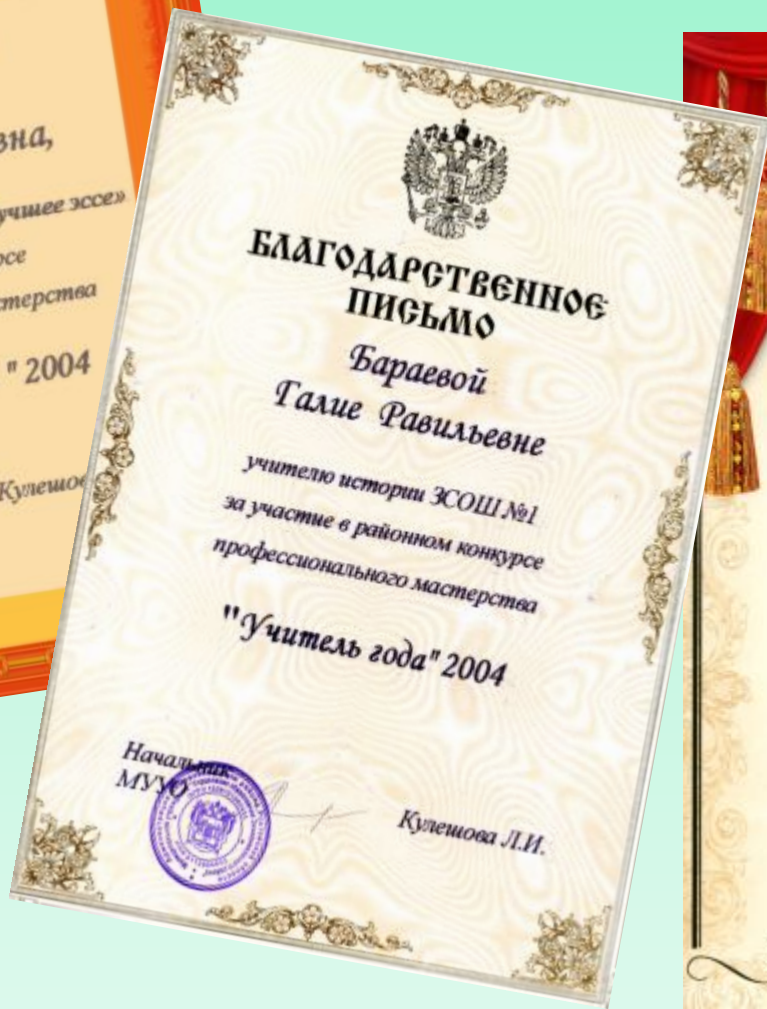 вна,
учшее эссе»
рсе
стерства
" 2004
Кулешов
БЛАГОДАРСТВЕННОЕ
ПИСЬМО
Бараевой
Галие Равильевне
учителю истории ЗСОШ №1
за участие в районном конкурсе
профессионального мастерства
"Учитель года" 2004
Начальник
МУУО
Кулешова Л.И.